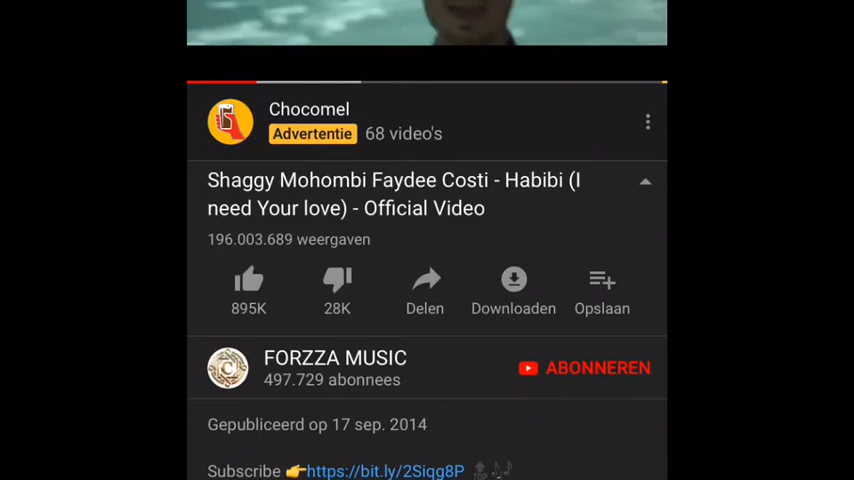 Chocomel
Advertentie 68 video's
Shaggy Mohombi Faydee Costi - Habibi (I
need Your love) - Official Video
196.003.689 weergaven
895K 28K Delen Downloaden Opslaan
FORZZA MUSIC
497.729 abonnees
ABONNEREN
Gepubliceerd op 17 sep. 2014
Subscribe 👉https://bit.ly/2Siqg8P 🔝🎶